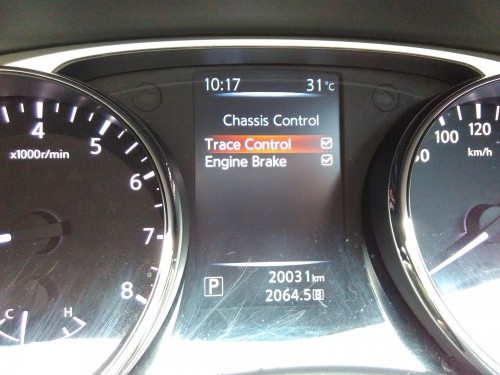 10:17 31°C
Chassis Control
Trace Control
Engine Brake
4
5
6
7
8
x1000r/min
C H
P
20031km
2064.5 B
80
100
120
km/h